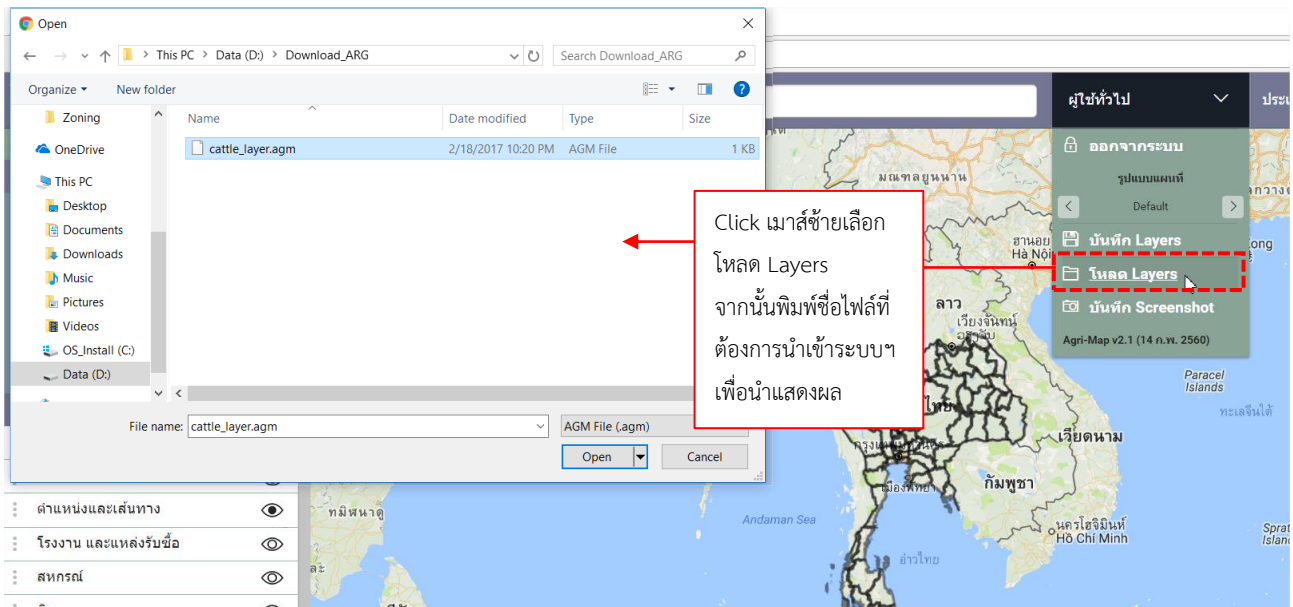 Open
This PC > Data (D:) > Download_ARG
Search Download_ARG
Organize
New folder
Name
Date modified
Type
Size
Zoning
OneDrive
This PC
Desktop
Documents
Downloads
Music
Pictures
Videos
OS_Install (C:)
Data (D:)
cattle_layer.agm
2/18/2017 10:20 PM
AGM File
1 KB
File name:
cattle_layer.agm
AGM File (.agm)
Open
Cancel
Click เมาส์ซ้ายเลือก
โหลด Layers
จากนั้นพิมพ์ชื่อไฟล์ที่
ต้องการนำเข้าระบบฯ
เพื่อนำแสดงผล
ผู้ใช้ทั่วไป
ออกจากระบบ
รูปแบบแผนที่
< Default >
บันทึก Layers
โหลด Layers
บันทึก Screenshot
Agri-Map v2.1 (14 ก.พ. 2560)
มณฑลยูนนาน
ฮานอย
Hà Nội
ลาว
เวียงจันทน์
Paracel
Islands
ทะเลจีนใต้
เวียดนาม
กัมพูชา
นครโฮจิมินห์
Hồ Chí Minh
อ่าวไทย
Andaman Sea
ทมิฬนาดู
ตำแหน่งและเส้นทาง
โรงงาน และแหล่งรับซื้อ
สหกรณ์